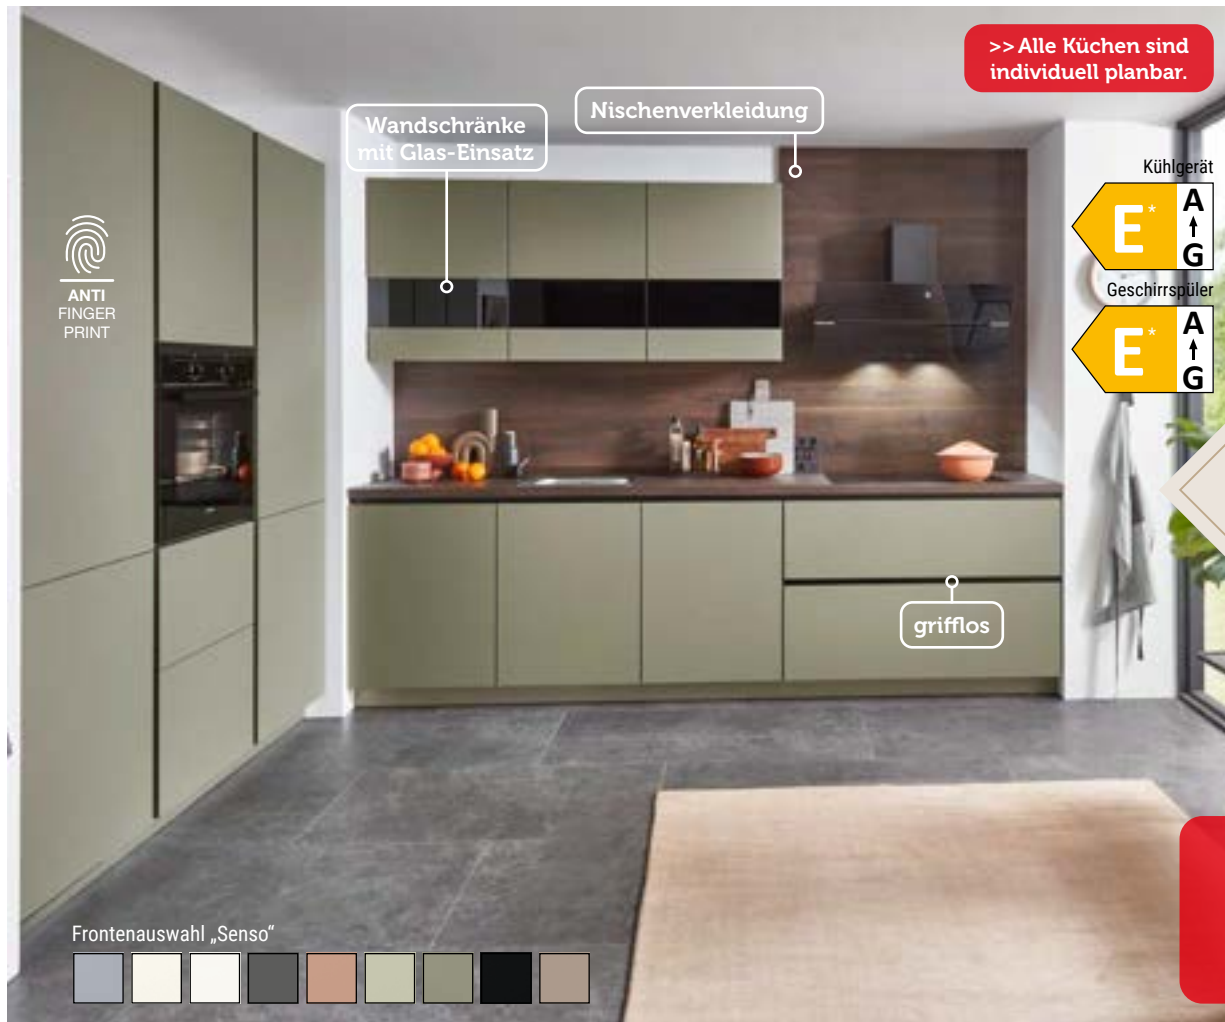 >> Alle Küchen sind
individuell planbar.
Nischenverkleidung
Wandschränke
mit Glas-Einsatz
Kühlgerät
E*
A
G
ANTI
FINGER
PRINT
Geschirrspüler
E*
A
G
grifflos
Frontenauswahl „Senso“